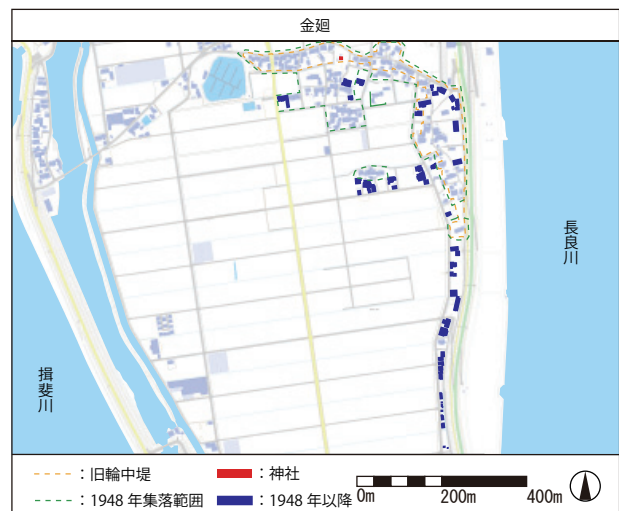 金廻
長良川
揖斐川
：旧輪中堤
：神社
：1948 年集落範囲
：1948 年以降
0m 200m 400m